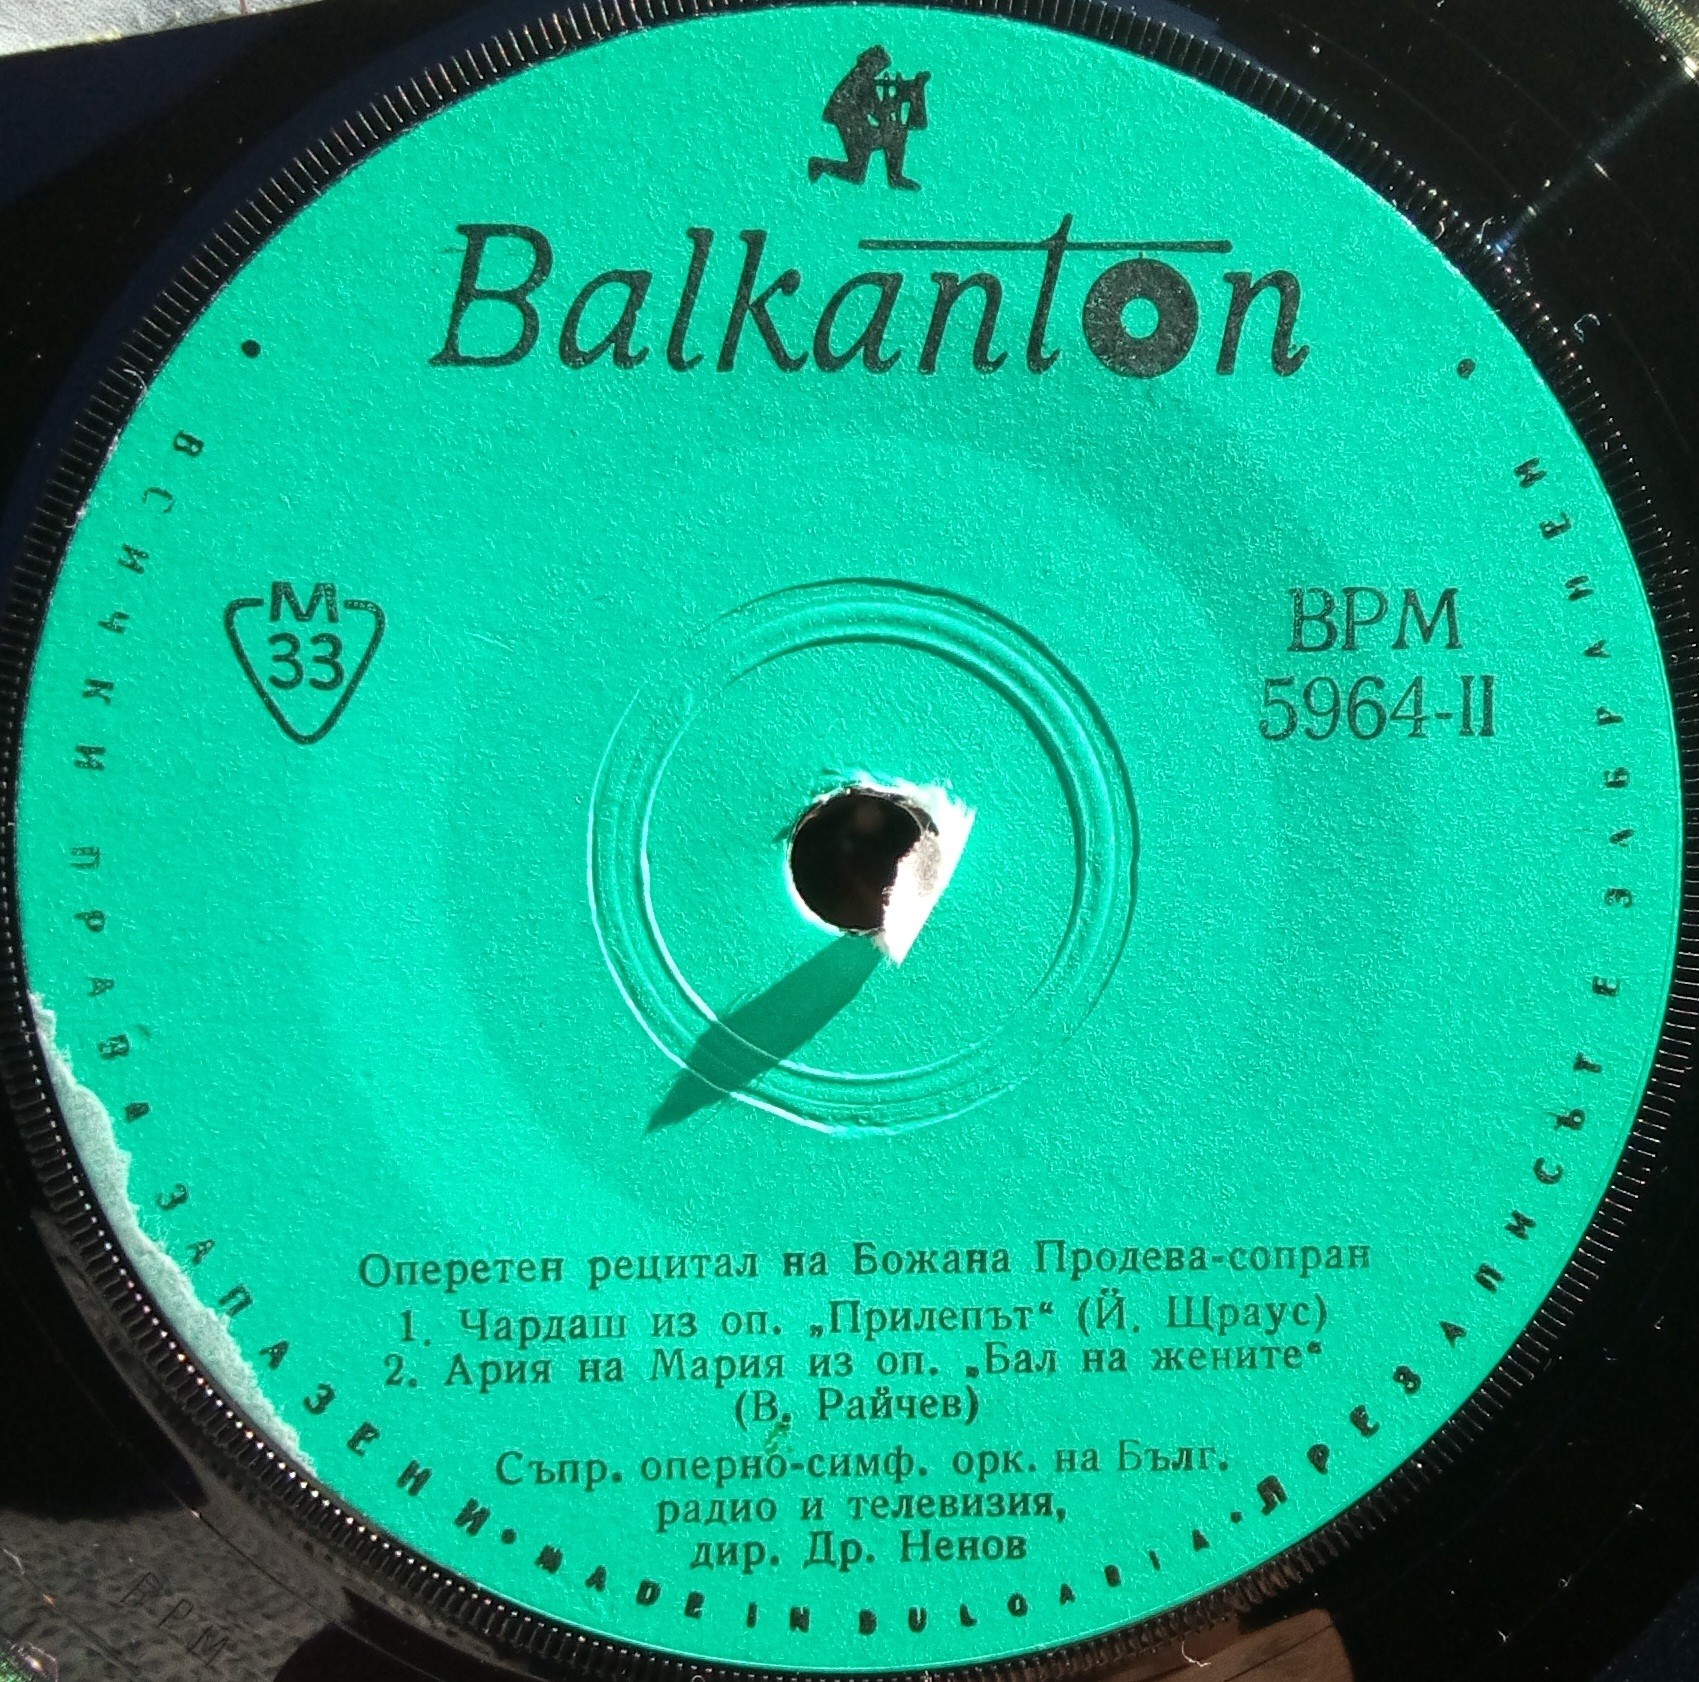 Balkanton
М
33
ВРМ
5964-II
Оперетен рецитал на Божана Продева-сопран
1. Чардаш из оп. „Прилепът“ (Й. Щраус)
2. Ария на Мария из оп. „Бал на жените“
(В. Райчев)
Съпр. оперно-симф. орк. на Бълг.
радио и телевизия,
дир. Др. Ненов
ВСИЧКИ ПРАВА ЗАПАЗЕНИ • MADE IN BULGARIA • ПРЕЗАПИСЪТ Е ЗАБРАНЕН
В.РМ